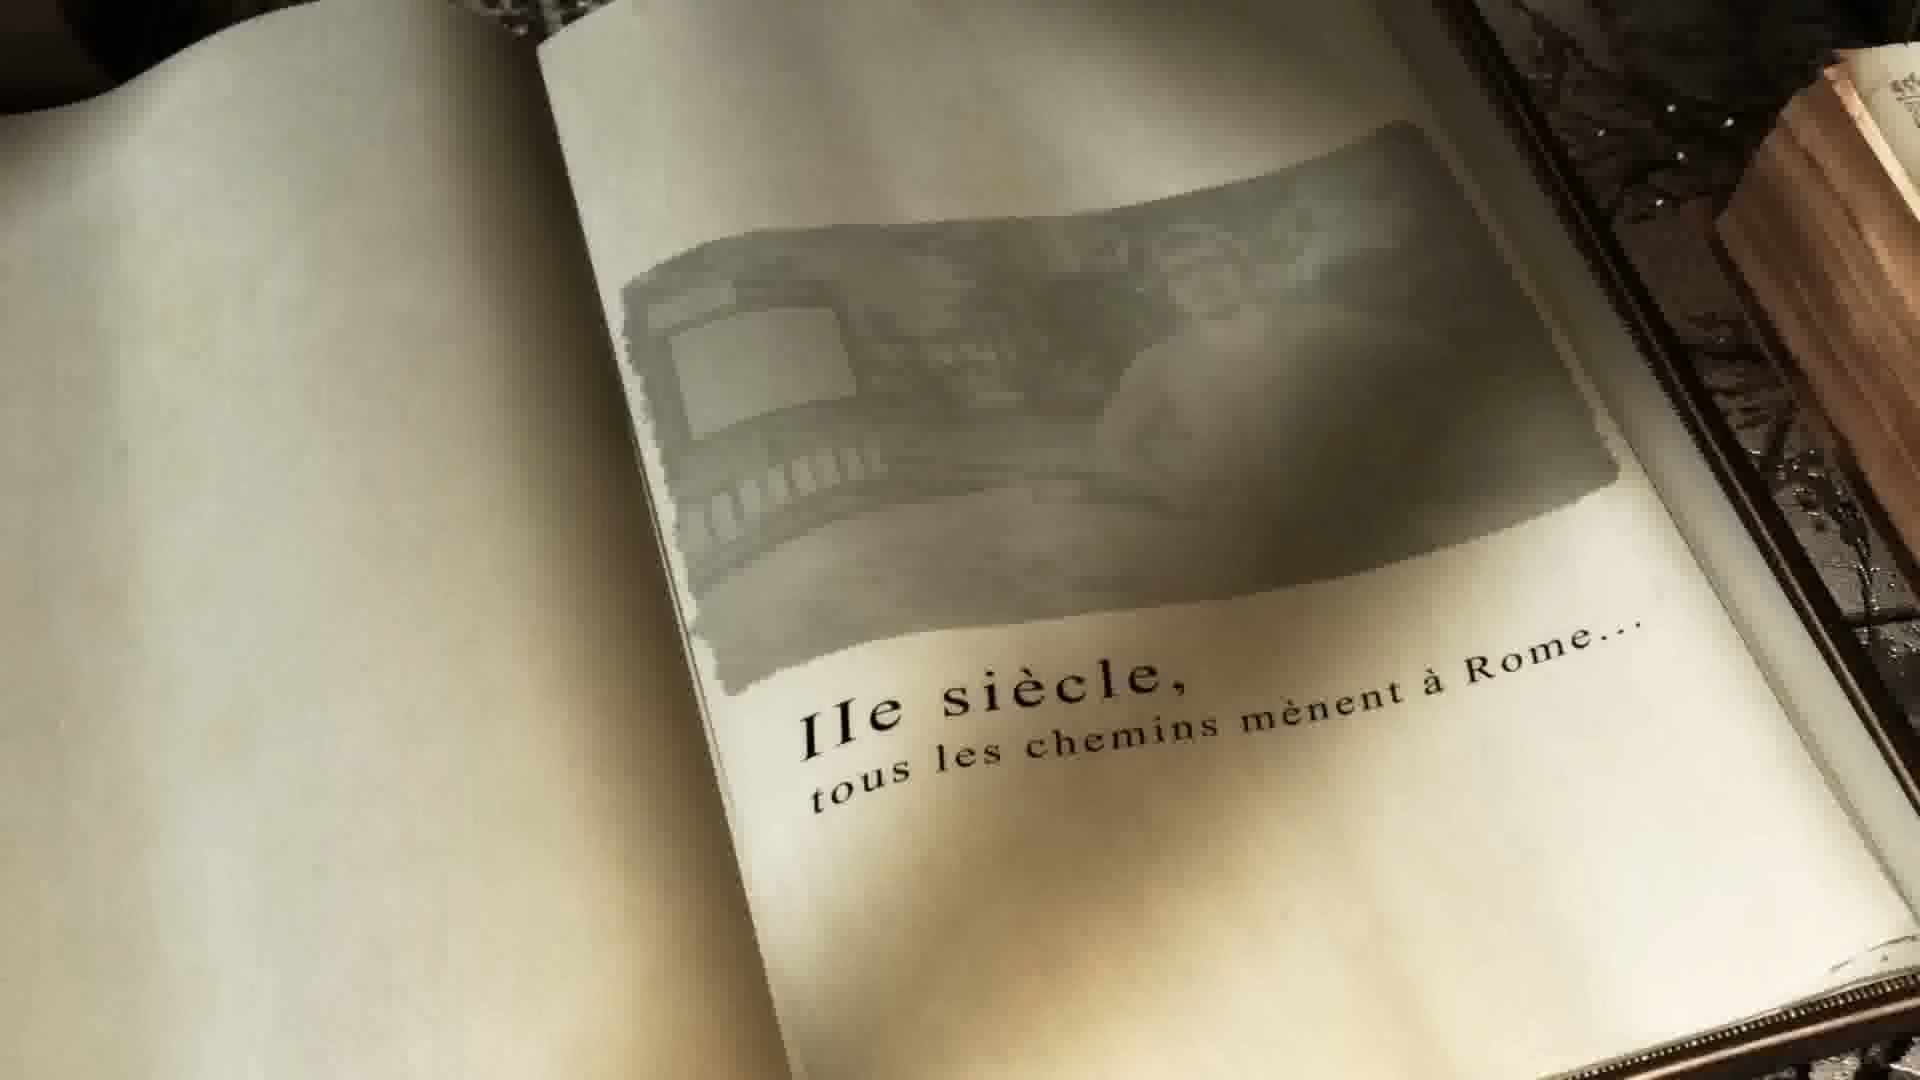 IIe siècle,
tous les chemins mènent à Rome...